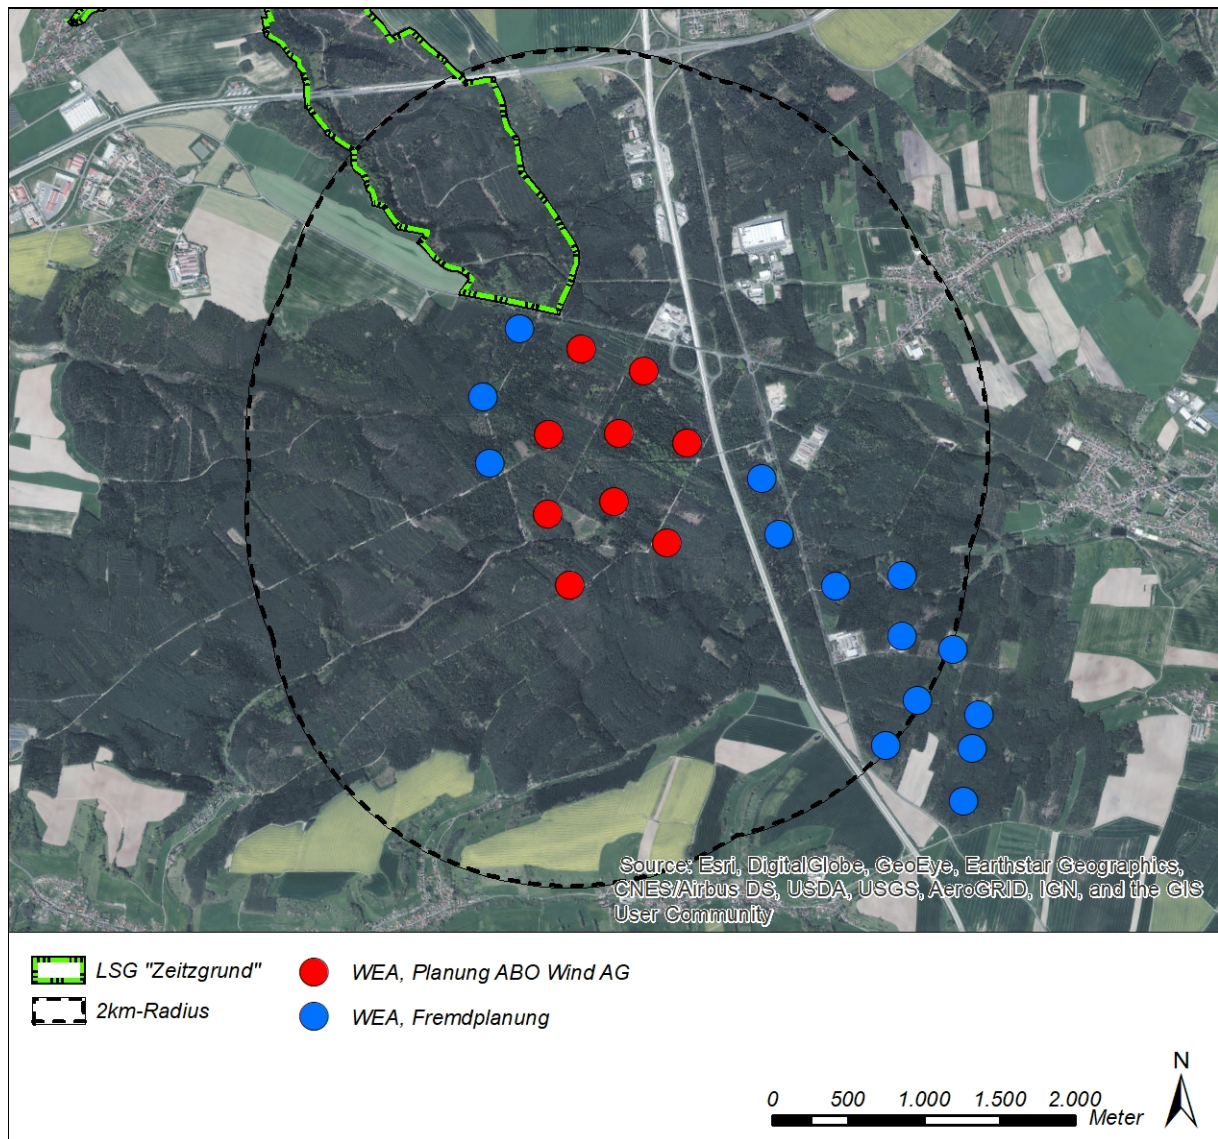 Source: Esri, DigitalGlobe, GeoEye, Earthstar Geographics,
CNES/Airbus DS, USDA, USGS, AeroGRID, IGN, and the GIS
User Community
LSG "Zeitzgrund"
WEA, Planung ABO Wind AG
2km-Radius
WEA, Fremdplanung
N
0 500 1.000 1.500 2.000
Meter